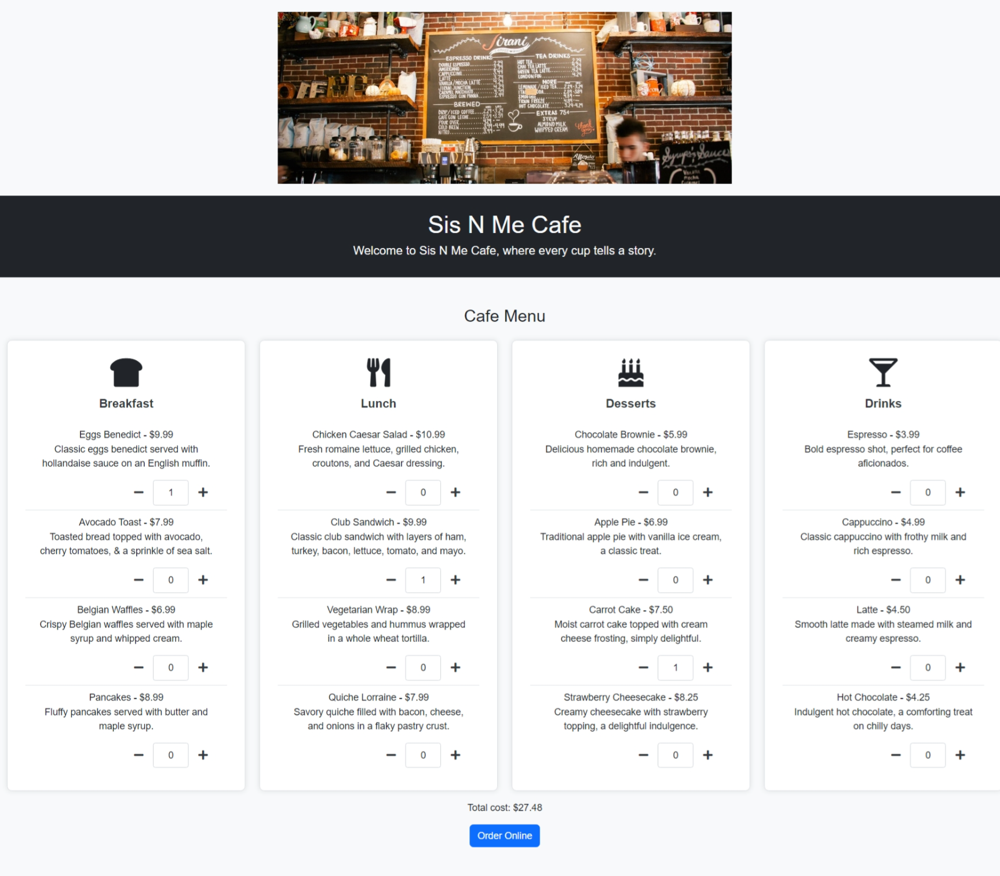 Jirani
ESPRESSO DRINKS
DOUBLE ESPRESSO
AMERICANO
CAPPUCCINO
LATTE
VANILLA/MOCHA LATTE
JIRANI JUNCTION
CARAMEL MACCHIATO
ESPRESSO CON PANNA
BREWED
DRIP/ICED COFFEE
CAFE CON LECHE
POUR OVER
COLD BREW
NITRO
TEA DRINKS
HOT TEA
CHAI TEA LATTE
GREEN TEA LATTE
LONDON FOG
MORE
LEMONADE/ICED TEA
TRAIN FREEZE
HOT CHOCOLATE
EXTRAS 75¢
SYRUP
ALMOND MILK
WHIPPED CREAM
thank you!
Affogato
Syrups & Sauces
Sis N Me Cafe
Welcome to Sis N Me Cafe, where every cup tells a story.
Cafe Menu
Breakfast
Eggs Benedict - $9.99
Classic eggs benedict served with
hollandaise sauce on an English muffin.
1
Avocado Toast - $7.99
Toasted bread topped with avocado,
cherry tomatoes, & a sprinkle of sea salt.
0
Belgian Waffles - $6.99
Crispy Belgian waffles served with maple
syrup and whipped cream.
0
Pancakes - $8.99
Fluffy pancakes served with butter and
maple syrup.
0
Lunch
Chicken Caesar Salad - $10.99
Fresh romaine lettuce, grilled chicken,
croutons, and Caesar dressing.
0
Club Sandwich - $9.99
Classic club sandwich with layers of ham,
turkey, bacon, lettuce, tomato, and mayo.
1
Vegetarian Wrap - $8.99
Grilled vegetables and hummus wrapped
in a whole wheat tortilla.
0
Quiche Lorraine - $7.99
Savory quiche filled with bacon, cheese,
and onions in a flaky pastry crust.
0
Desserts
Chocolate Brownie - $5.99
Delicious homemade chocolate brownie,
rich and indulgent.
0
Apple Pie - $6.99
Traditional apple pie with vanilla ice cream,
a classic treat.
0
Carrot Cake - $7.50
Moist carrot cake topped with cream
cheese frosting, simply delightful.
1
Strawberry Cheesecake - $8.25
Creamy cheesecake with strawberry
topping, a delightful indulgence.
0
Drinks
Espresso - $3.99
Bold espresso shot, perfect for coffee
aficionados.
0
Cappuccino - $4.99
Classic cappuccino with frothy milk and
rich espresso.
0
Latte - $4.50
Smooth latte made with steamed milk and
creamy espresso.
0
Hot Chocolate - $4.25
Indulgent hot chocolate, a comforting treat
on chilly days.
0
Total cost: $27.48
Order Online